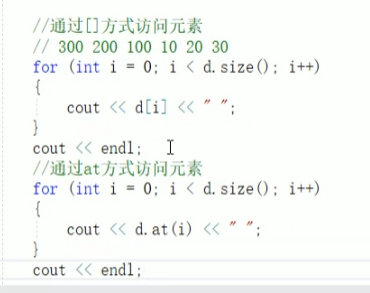 //通过[]方式访问元素
// 300 200 100 10 20 30
for (int i = 0; i < d.size(); i++)
{
cout << d[i] << " ";
}
cout << endl;
//通过at方式访问元素
for (int i = 0; i < d.size(); i++)
{
cout << d.at(i) << " ";
}
cout << endl;